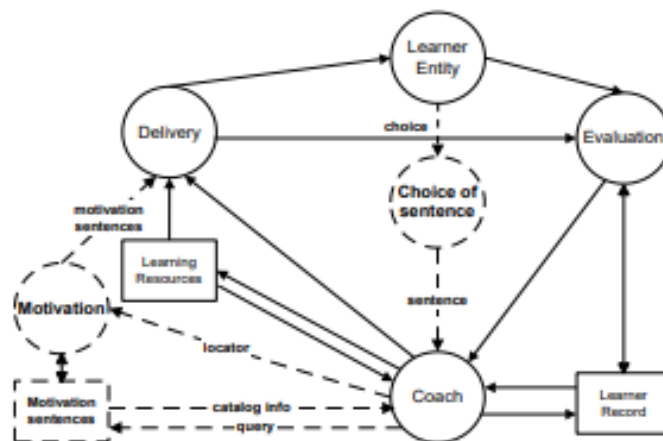 Learner
Entity
Delivery
choice
Evaluation
Choice of
sentence
motivation
sentences
Learning
Resources
Motivation
sentence
locator
Coach
Learner
Record
Motivation
sentences
catalog info
query